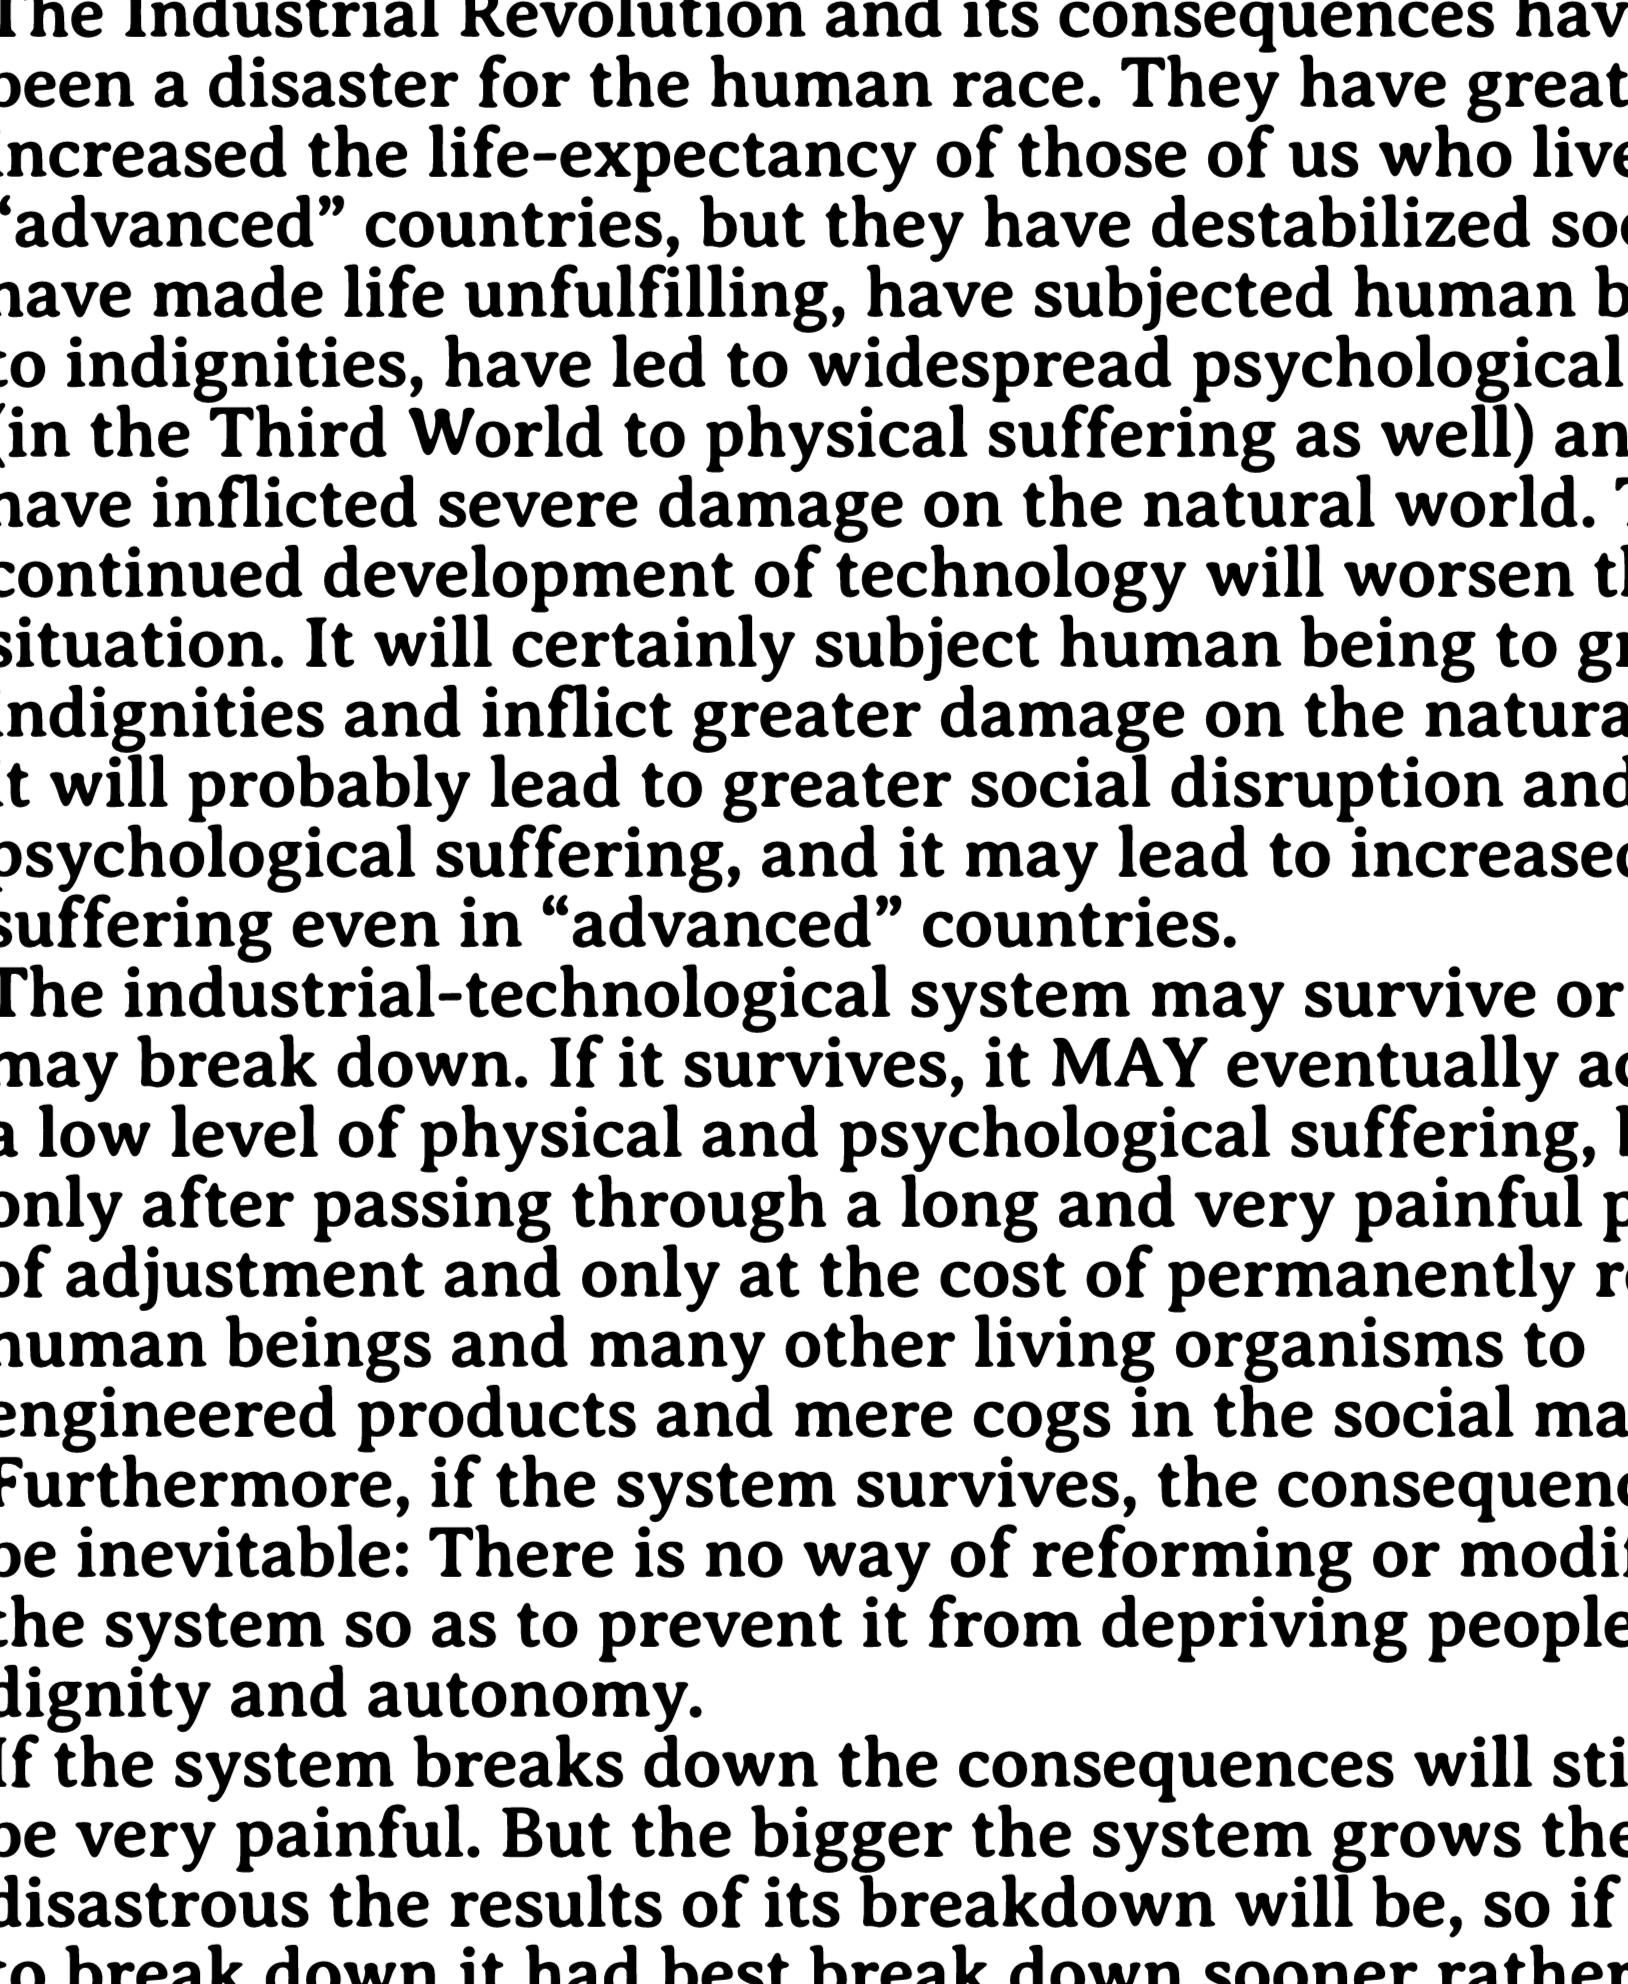 The Industrial Revolution and its consequences hav
been a disaster for the human race. They have great
increased the life-expectancy of those of us who live
“advanced” countries, but they have destabilized soc
have made life unfulfilling, have subjected human b
to indignities, have led to widespread psychological
(in the Third World to physical suffering as well) an
have inflicted severe damage on the natural world. T
continued development of technology will worsen th
situation. It will certainly subject human being to gr
indignities and inflict greater damage on the natura
it will probably lead to greater social disruption and
psychological suffering, and it may lead to increased
suffering even in “advanced” countries.
The industrial-technological system may survive or
may break down. If it survives, it MAY eventually ac
a low level of physical and psychological suffering, b
only after passing through a long and very painful p
of adjustment and only at the cost of permanently re
human beings and many other living organisms to
engineered products and mere cogs in the social ma
Furthermore, if the system survives, the consequenc
be inevitable: There is no way of reforming or modif
the system so as to prevent it from depriving people
dignity and autonomy.
If the system breaks down the consequences will sti
be very painful. But the bigger the system grows the
disastrous the results of its breakdown will be, so if
to break down it had best break down sooner rather